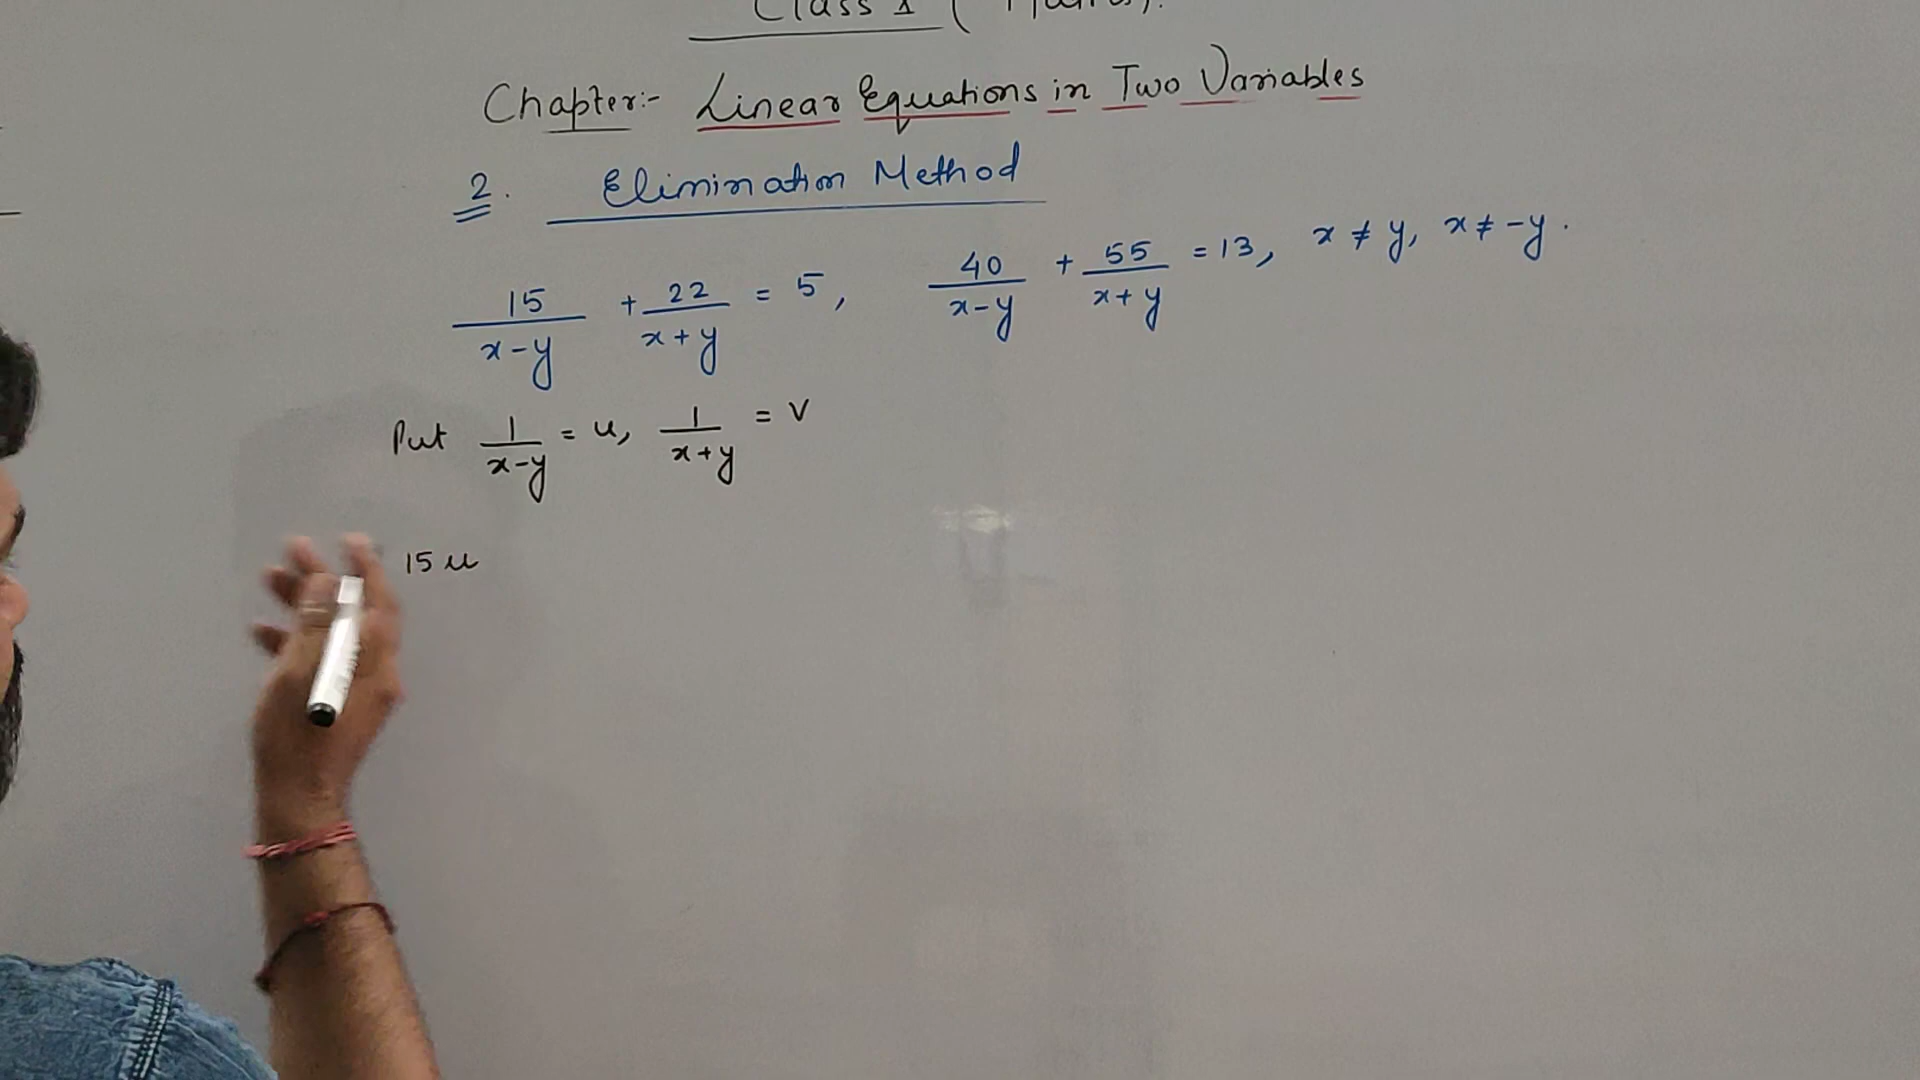 Class X (Maths).
Chapter:- Linear Equations in Two Variables
2. Elimination Method
15/(x-y) + 22/(x+y) = 5, 40/(x-y) + 55/(x+y) = 13, x ≠ y, x ≠ -y.
Put 1/(x-y) = u, 1/(x+y) = v
15u